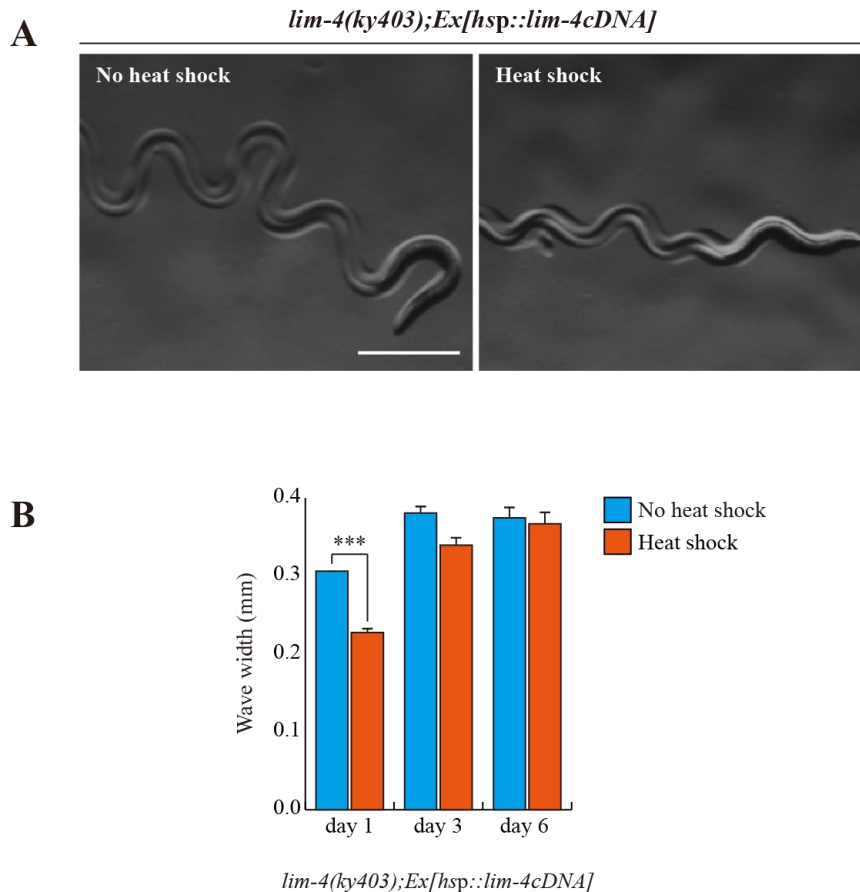 lim-4(ky403);Ex[hsp::lim-4cDNA]
A
No heat shock
Heat shock
B
0.4
0.3
0.2
0.1
0.0
Wave width (mm)
***
No heat shock
Heat shock
day 1
day 3
day 6
lim-4(ky403);Ex[hsp::lim-4cDNA]